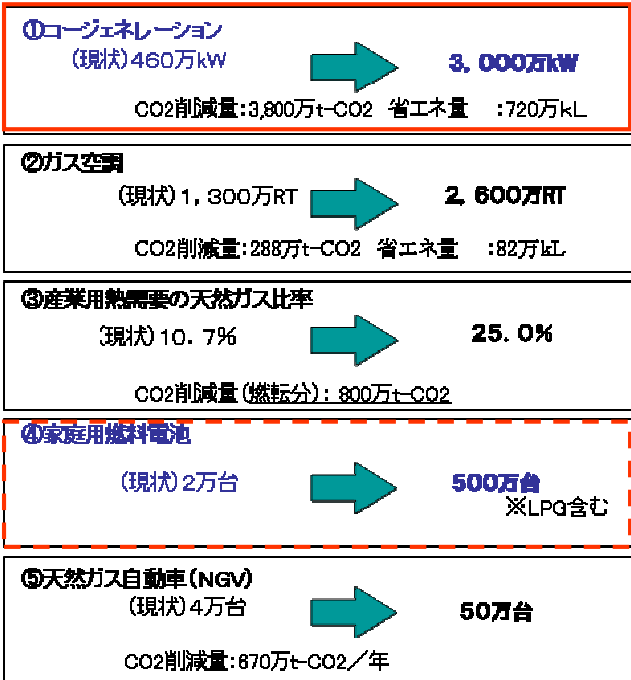 ①コージェネレーション
(現状)460万kW 3,000万kW
CO2削減量:3,800万t-CO2 省エネ量 :720万kL
②ガス空調
(現状)1,300万RT 2,600万RT
CO2削減量:288万t-CO2 省エネ量 :82万kL
③産業用熱需要の天然ガス比率
(現状)10.7% 25.0%
CO2削減量(燃転分):800万t-CO2
④家庭用燃料電池
(現状)2万台 500万台
※LPG含む
⑤天然ガス自動車(NGV)
(現状)4万台 50万台
CO2削減量:670万t-CO2/年